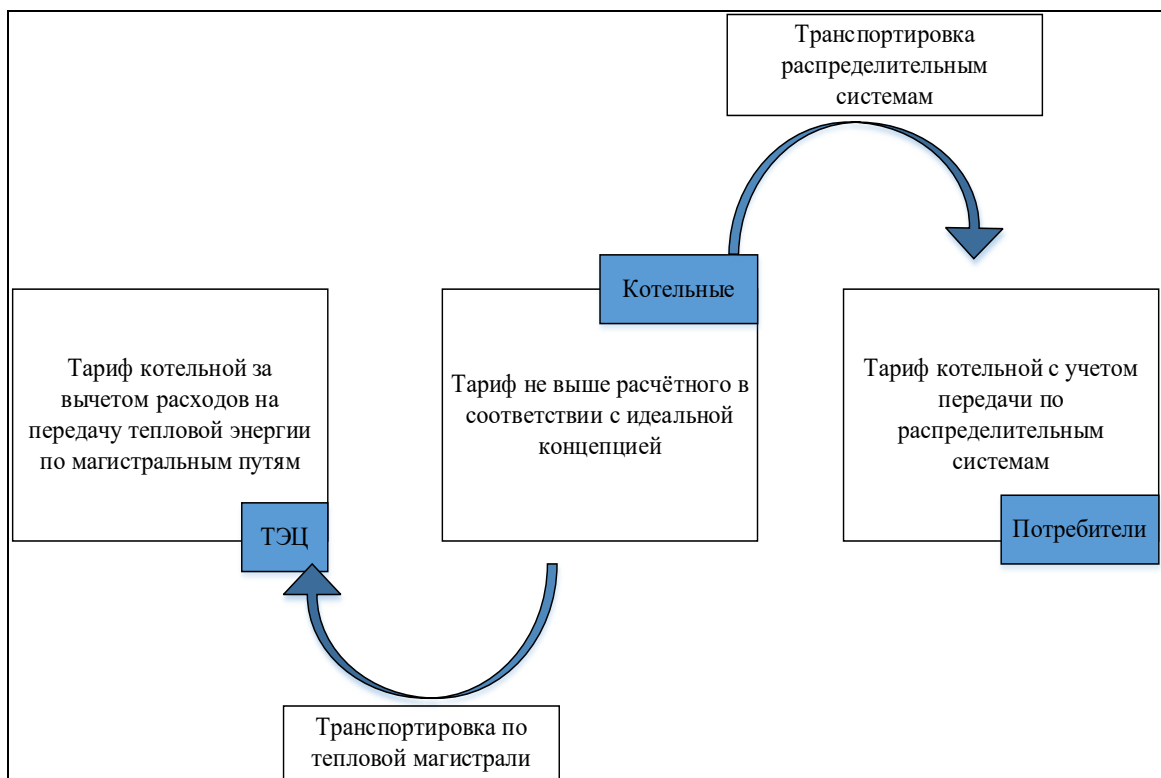 Транспортировка
распределительным
системам
Котельные
Тариф котельной за
вычетом расходов на
передачу тепловой энергии
по магистральным путям
ТЭЦ
Тариф не выше расчётного в
соответствии с идеальной
концепцией
Тариф котельной с учетом
передачи по
распределительным
системам
Потребители
Транспортировка по
тепловой магистрали